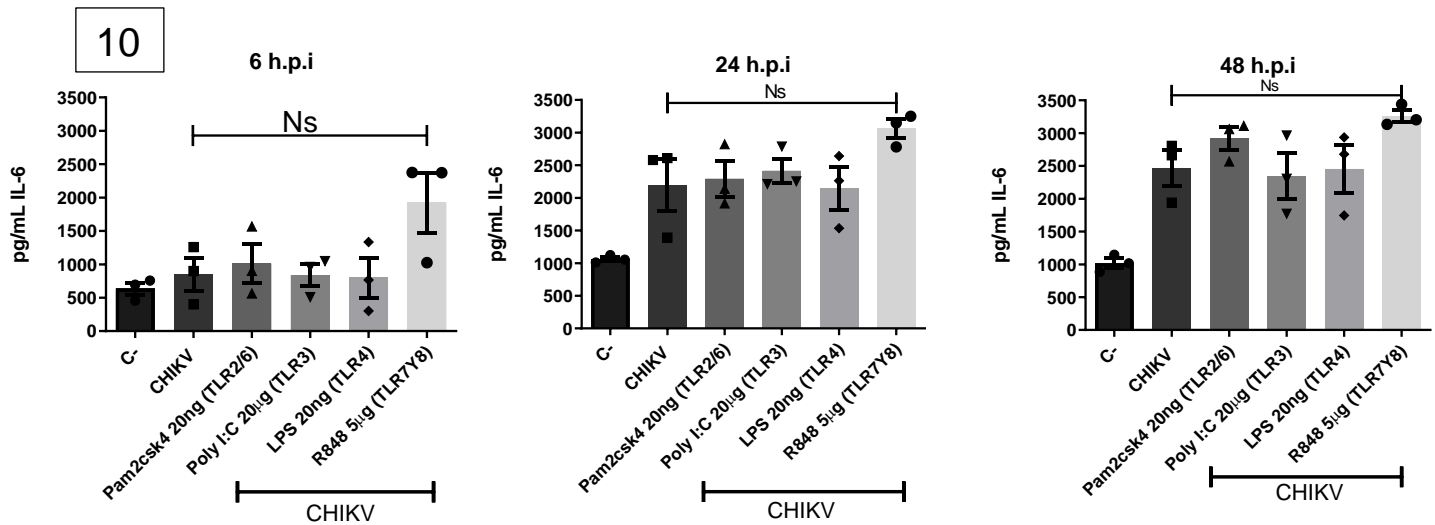 10
6 h.p.i
Ns
3500
3000
2500
2000
1500
1000
500
0
pg/mL IL-6
C-
CHIKV
Pam2csk4 20ng (TLR2/6)
Poly I:C 20µg (TLR3)
LPS 20ng (TLR4)
R848 5µg (TLR7Y8)
CHIKV
24 h.p.i
Ns
3500
3000
2500
2000
1500
1000
500
0
pg/mL IL-6
C-
CHIKV
Pam2csk4 20ng (TLR2/6)
Poly I:C 20µg (TLR3)
LPS 20ng (TLR4)
R848 5µg (TLR7Y8)
CHIKV
48 h.p.i
Ns
3500
3000
2500
2000
1500
1000
500
0
pg/mL IL-6
C-
CHIKV
Pam2csk4 20ng (TLR2/6)
Poly I:C 20µg (TLR3)
LPS 20ng (TLR4)
R848 5µg (TLR7Y8)
CHIKV